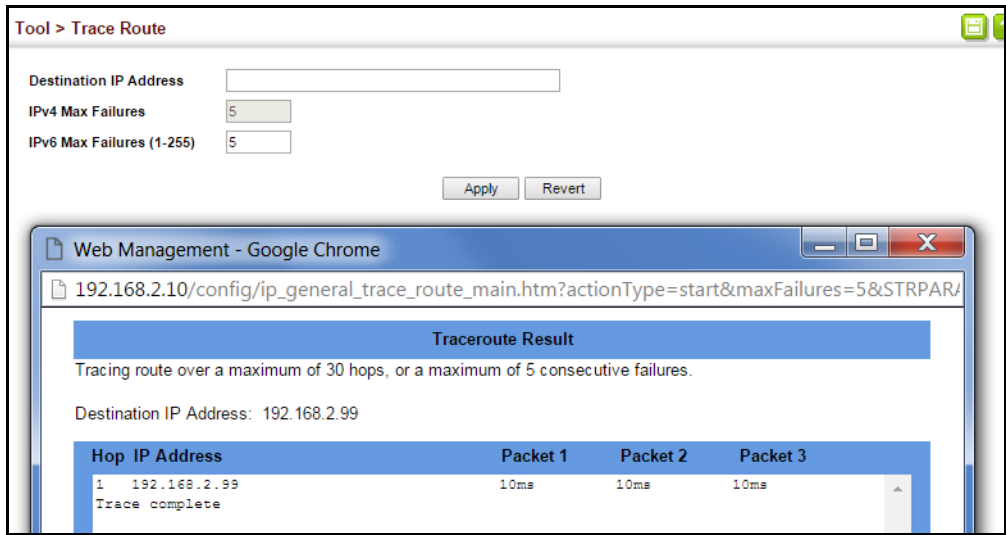 Tool > Trace Route
Destination IP Address
IPv4 Max Failures 5
IPv6 Max Failures (1-255) 5
Apply Revert
Web Management - Google Chrome
192.168.2.10/config/ip_general_trace_route_main.htm?actionType=start&maxFailures=5&STRPARA
Traceroute Result
Tracing route over a maximum of 30 hops, or a maximum of 5 consecutive failures.
Destination IP Address: 192.168.2.99
Hop IP Address Packet 1 Packet 2 Packet 3
1 192.168.2.99 10ms 10ms 10ms
Trace complete